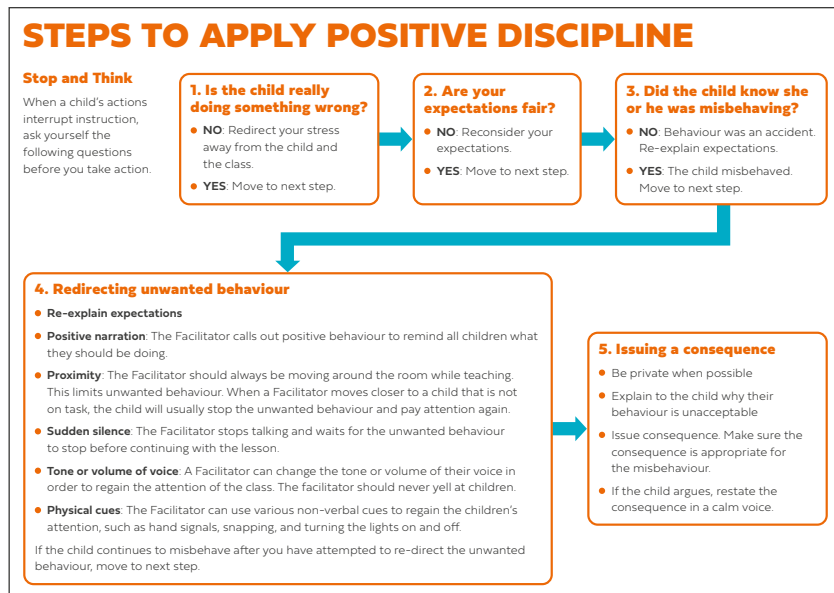 STEPS TO APPLY POSITIVE DISCIPLINE
Stop and Think
When a child's actions
interrupt instruction,
ask yourself the
following questions
before you take action.
1. Is the child really
doing something wrong?
• NO: Redirect your stress
away from the child and
the class.
• YES: Move to next step.
2. Are your
expectations fair?
• NO: Reconsider your
expectations.
• YES: Move to next step.
3. Did the child know she
or he was misbehaving?
• NO: Behaviour was an accident.
Re-explain expectations.
• YES: The child misbehaved.
Move to next step.
4. Redirecting unwanted behaviour
• Re-explain expectations
• Positive narration: The Facilitator calls out positive behaviour to remind all children what
they should be doing.
• Proximity: The Facilitator should always be moving around the room while teaching.
This limits unwanted behaviour. When a Facilitator moves closer to a child that is not
on task, the child will usually stop the unwanted behaviour and pay attention again.
• Sudden silence: The Facilitator stops talking and waits for the unwanted behaviour
to stop before continuing with the lesson.
• Tone or volume of voice: A Facilitator can change the tone or volume of their voice in
order to regain the attention of the class. The facilitator should never yell at children.
• Physical cues: The Facilitator can use various non-verbal cues to regain the children's
attention, such as hand signals, snapping, and turning the lights on and off.
If the child continues to misbehave after you have attempted to re-direct the unwanted
behaviour, move to next step.
5. Issuing a consequence
• Be private when possible
• Explain to the child why their
behaviour is unacceptable
• Issue consequence. Make sure the
consequence is appropriate for
the misbehaviour.
• If the child argues, restate the
consequence in a calm voice.